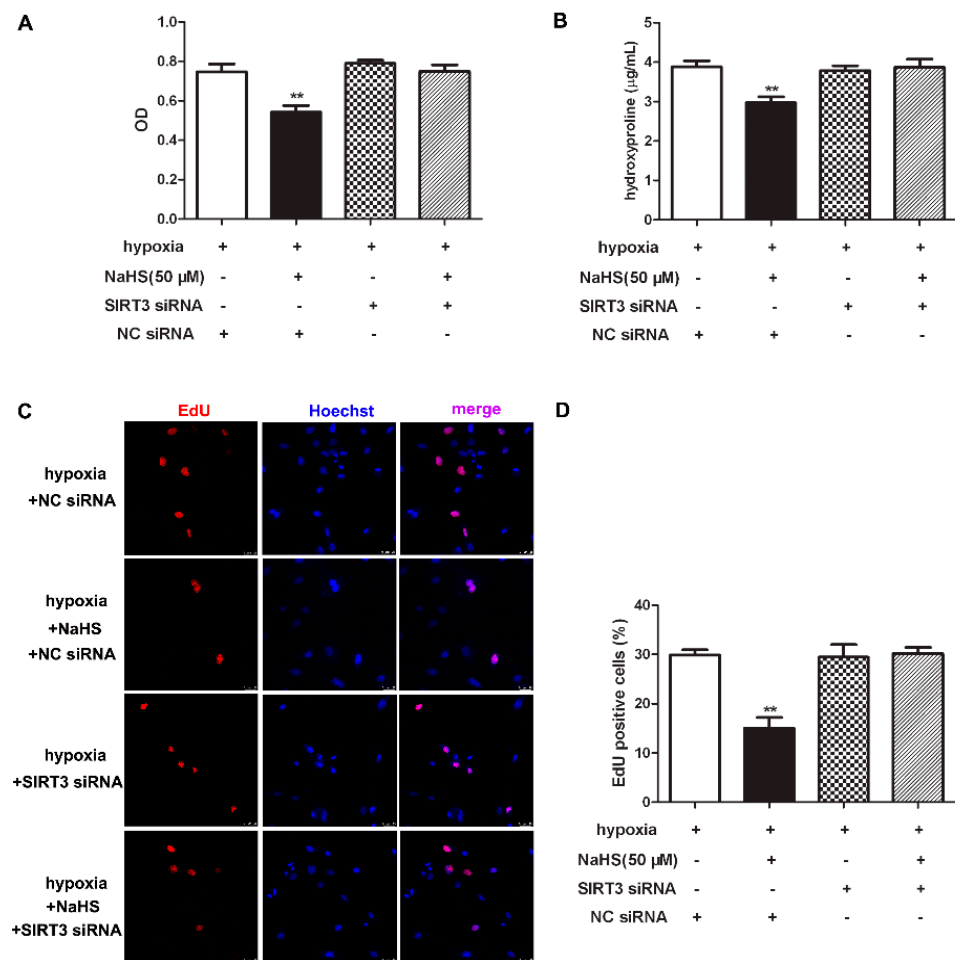 A
OD
1.0
0.8
0.6
0.4
0.2
0.0
**
hypoxia + + + +
NaHS(50 µM) - + - +
SIRT3 siRNA - - + +
NC siRNA + + - -
B
hydroxyproline (µg/mL)
5
4
3
2
1
0
**
hypoxia + + + +
NaHS(50 µM) - + - +
SIRT3 siRNA - - + +
NC siRNA + + - -
C
EdU Hoechst merge
hypoxia
+NC siRNA
hypoxia
+NaHS
+NC siRNA
hypoxia
+SIRT3 siRNA
hypoxia
+NaHS
+SIRT3 siRNA
D
EdU positive cells (%)
40
30
20
10
0
**
hypoxia + + + +
NaHS(50 µM) - + - +
SIRT3 siRNA - - + +
NC siRNA + + - -